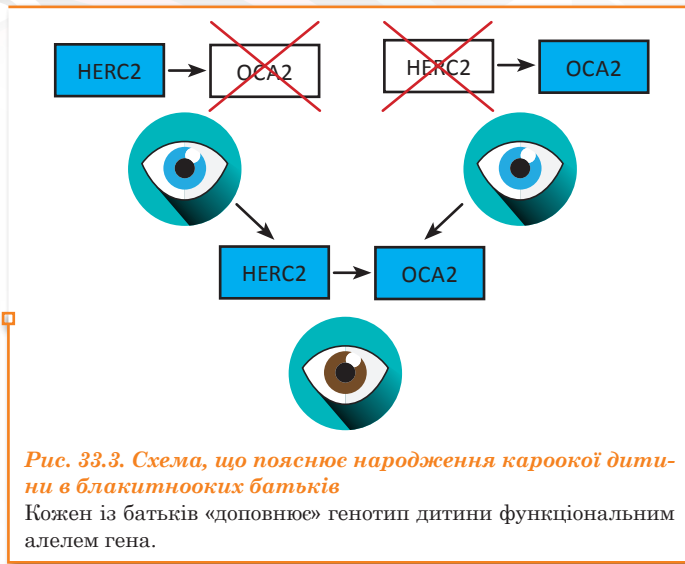 HERC2 OCA2 HERC2 OCA2
HERC2 OCA2
Рис. 33.3. Схема, що пояснює народження кароокої дити-
ни в блакитнооких батьків
Кожен із батьків «доповнює» генотип дитини функціональним
алелем гена.